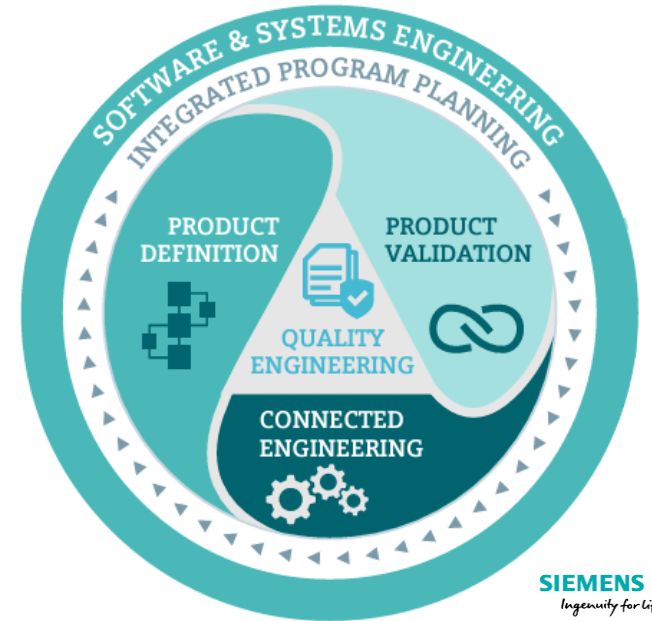 SOFTWARE & SYSTEMS ENGINEERING
INTEGRATED PROGRAM PLANNING
PRODUCT
DEFINITION
PRODUCT
VALIDATION
QUALITY
ENGINEERING
CONNECTED
ENGINEERING
SIEMENS
Ingenuity for